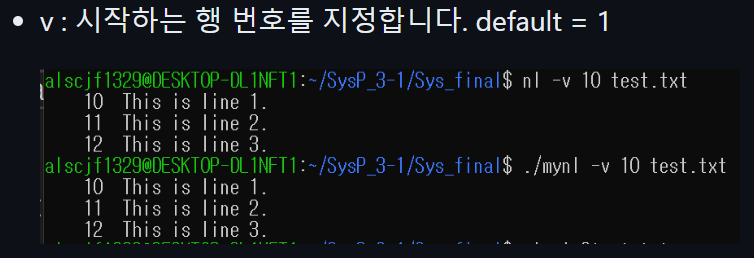 • v : 시작하는 행 번호를 지정합니다. default = 1
alscjf1329@DESKTOP-DL1NFT1:~/SysP_3-1/Sys_final$ nl -v 10 test.txt
10 This is line 1.
11 This is line 2.
12 This is line 3.
alscjf1329@DESKTOP-DL1NFT1:~/SysP_3-1/Sys_final$ ./mynl -v 10 test.txt
10 This is line 1.
11 This is line 2.
12 This is line 3.